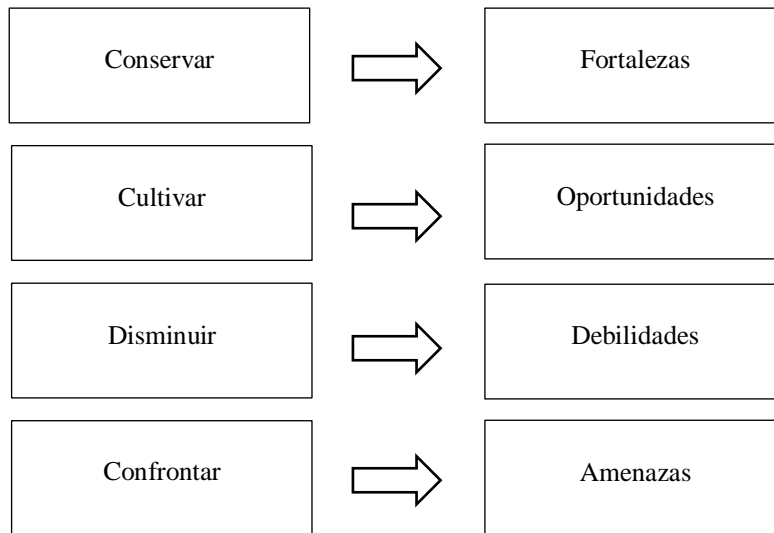 Conservar
Fortalezas
Cultivar
Oportunidades
Disminuir
Debilidades
Confrontar
Amenazas